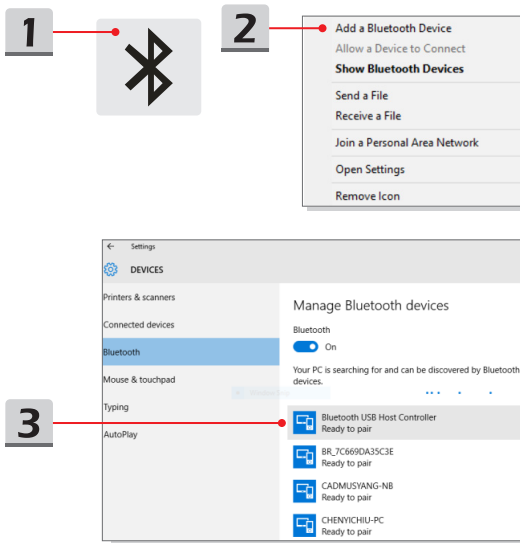 1
2
Add a Bluetooth Device
Allow a Device to Connect
Show Bluetooth Devices
Send a File
Receive a File
Join a Personal Area Network
Open Settings
Remove Icon
← Settings
DEVICES
Printers & scanners
Connected devices
Bluetooth
Mouse & touchpad
Typing
AutoPlay
Manage Bluetooth devices
Bluetooth
On
Your PC is searching for and can be discovered by Bluetooth
devices.
3
Bluetooth USB Host Controller
Ready to pair
BR_7C669DA35C3E
Ready to pair
CADMUSYANG-NB
Ready to pair
CHENYICHIU-PC
Ready to pair